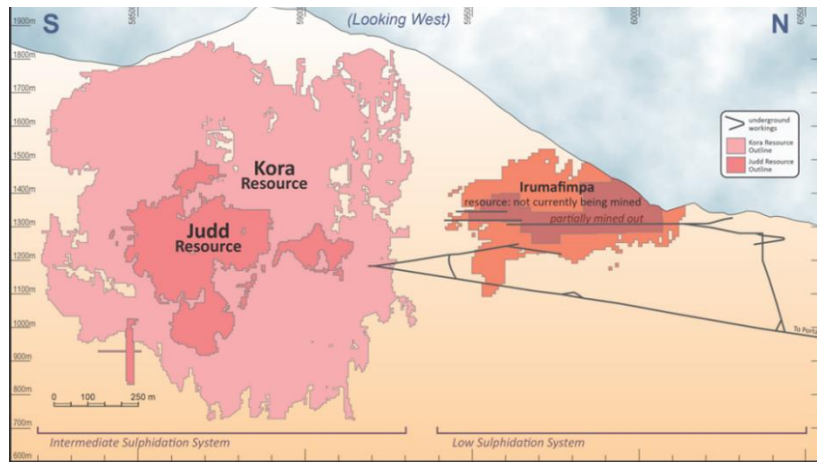 S
(Looking West)
N
1900m
1800m
1700m
1600m
1500m
1400m
1300m
1200m
1100m
1000m
900m
800m
700m
600m
underground
workings
Kora Resource
Outline
Judd Resource
Outline
Kora
Resource
Judd
Resource
Irumafimpa
resource: not currently being mined
partially mined out
0 100 250 m
Intermediate Sulphidation System
Low Sulphidation System